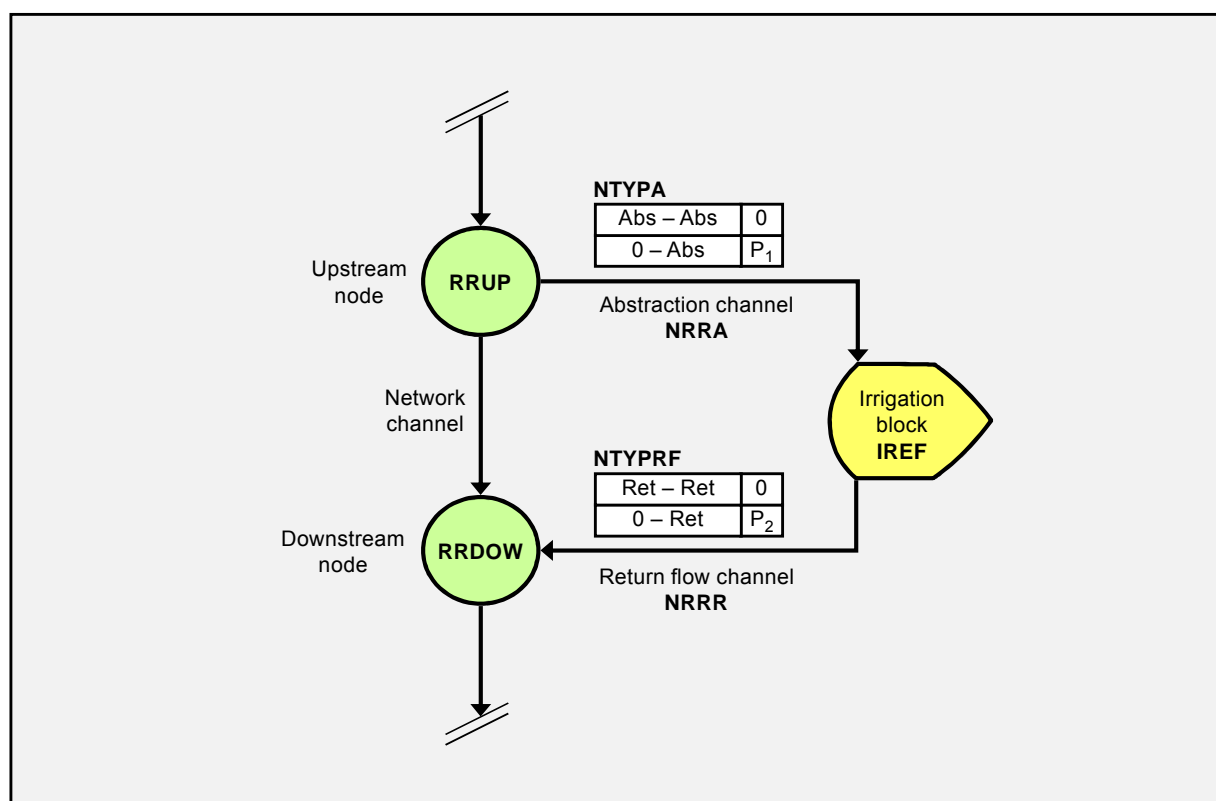 NTYPA
Abs – Abs 0
0 – Abs P₁
Upstream
node
RRUP
Abstraction channel
NRRA
Network
channel
Irrigation
block
IREF
NTYPRF
Ret – Ret 0
0 – Ret P₂
Downstream
node
RRDOW
Return flow channel
NRRR